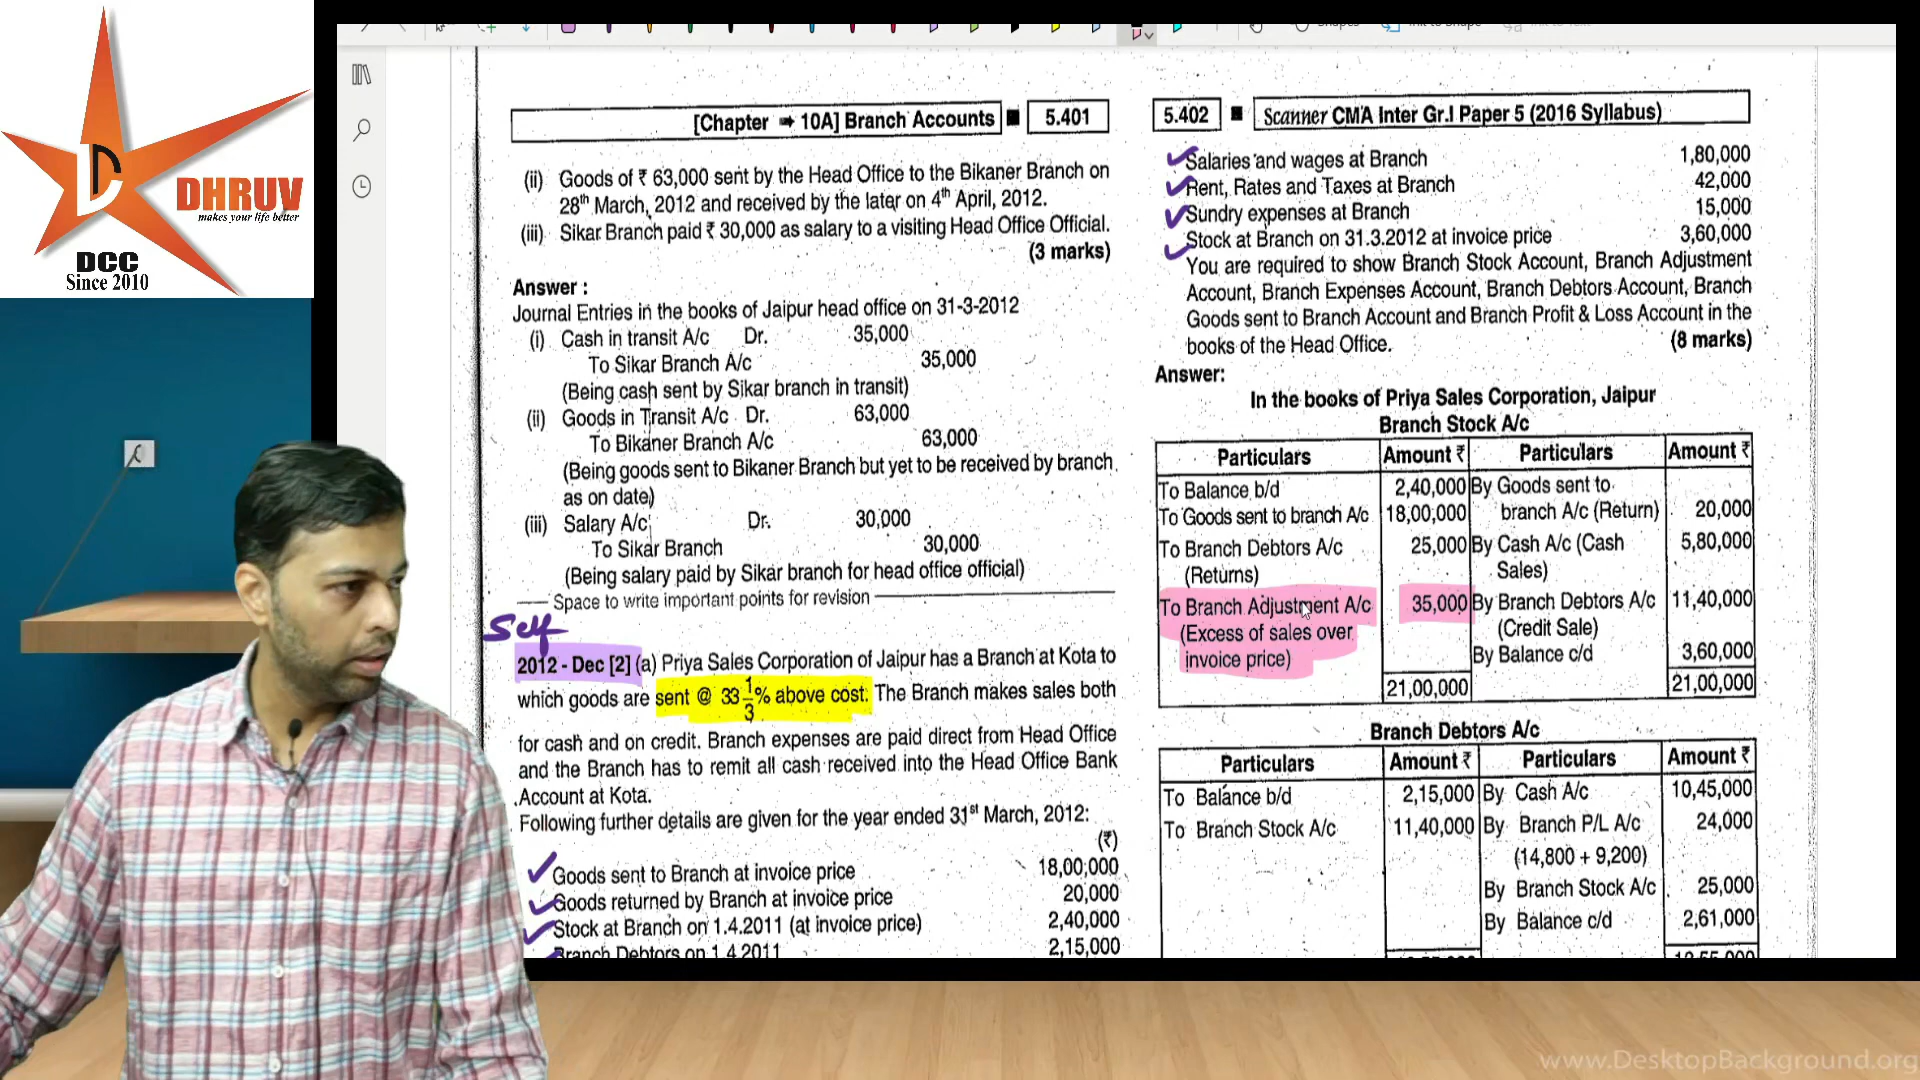 DHRUV
makes your life better
DCC
Since 2010
[Chapter ➡ 10A] Branch Accounts ■ 5.401
(ii) Goods of ₹ 63,000 sent by the Head Office to the Bikaner Branch on
28th March, 2012 and received by the later on 4th April, 2012.
(iii) Sikar Branch paid ₹ 30,000 as salary to a visiting Head Office Official.
(3 marks)
Answer :
Journal Entries in the books of Jaipur head office on 31-3-2012
(i) Cash in transit A/c Dr. 35,000
To Sikar Branch A/c 35,000
(Being cash sent by Sikar branch in transit)
(ii) Goods in Transit A/c Dr. 63,000
To Bikaner Branch A/c 63,000
(Being goods sent to Bikaner Branch but yet to be received by branch
as on date)
(iii) Salary A/c Dr. 30,000
To Sikar Branch 30,000
(Being salary paid by Sikar branch for head office official)
Space to write important points for revision
Self
2012 - Dec [2] (a) Priya Sales Corporation of Jaipur has a Branch at Kota to
which goods are sent @ 33 1/3% above cost. The Branch makes sales both
for cash and on credit. Branch expenses are paid direct from Head Office
and the Branch has to remit all cash received into the Head Office Bank
Account at Kota.
Following further details are given for the year ended 31st March, 2012:
(₹)
Goods sent to Branch at invoice price 18,00,000
Goods returned by Branch at invoice price 20,000
Stock at Branch on 1.4.2011 (at invoice price) 2,40,000
Branch Debtors on 1.4.2011 2,15,000
5.402 ■ Scanner CMA Inter Gr.I Paper 5 (2016 Syllabus)
Salaries and wages at Branch 1,80,000
Rent, Rates and Taxes at Branch 42,000
Sundry expenses at Branch 15,000
Stock at Branch on 31.3.2012 at invoice price 3,60,000
You are required to show Branch Stock Account, Branch Adjustment
Account, Branch Expenses Account, Branch Debtors Account, Branch
Goods sent to Branch Account and Branch Profit & Loss Account in the
books of the Head Office. (8 marks)
Answer:
In the books of Priya Sales Corporation, Jaipur
Branch Stock A/c
Particulars Amount ₹ Particulars Amount ₹
To Balance b/d 2,40,000 By Goods sent to
To Goods sent to branch A/c 18,00,000 branch A/c (Return) 20,000
To Branch Debtors A/c 25,000 By Cash A/c (Cash 5,80,000
(Returns) Sales)
To Branch Adjustment A/c 35,000 By Branch Debtors A/c 11,40,000
(Excess of sales over (Credit Sale)
invoice price) By Balance c/d 3,60,000
21,00,000 21,00,000
Branch Debtors A/c
Particulars Amount ₹ Particulars Amount ₹
To Balance b/d 2,15,000 By Cash A/c 10,45,000
To Branch Stock A/c 11,40,000 By Branch P/L A/c 24,000
(14,800 + 9,200)
By Branch Stock A/c 25,000
By Balance c/d 2,61,000
www.DesktopBackground.org